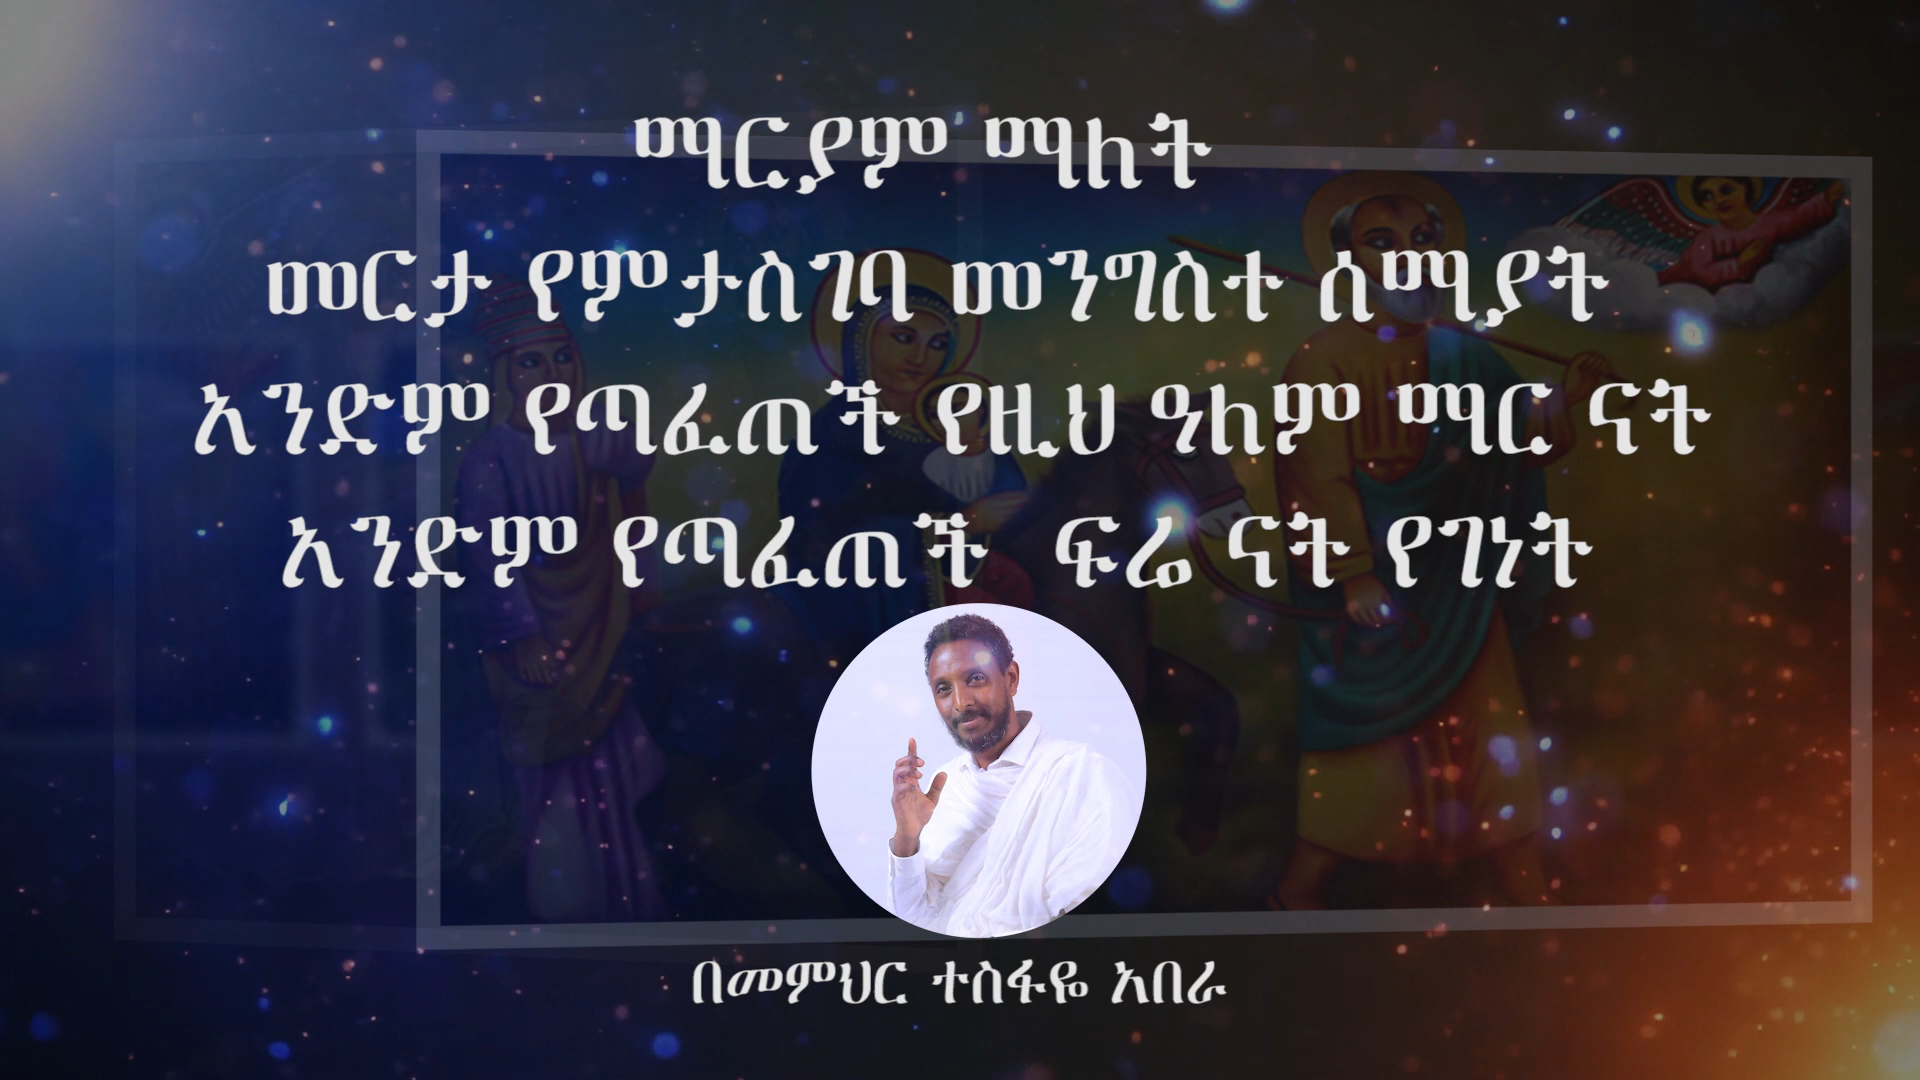 ማርያም ማለት
መርታ የምታስገባ መንግስተ ሰማያት
አንድም የጣፈጠች የዚህ ዓለም ማር ናት
አንድም የጣፈጠች ፍሬ ናት የገነት
በመምህር ተስፋዬ አበራ